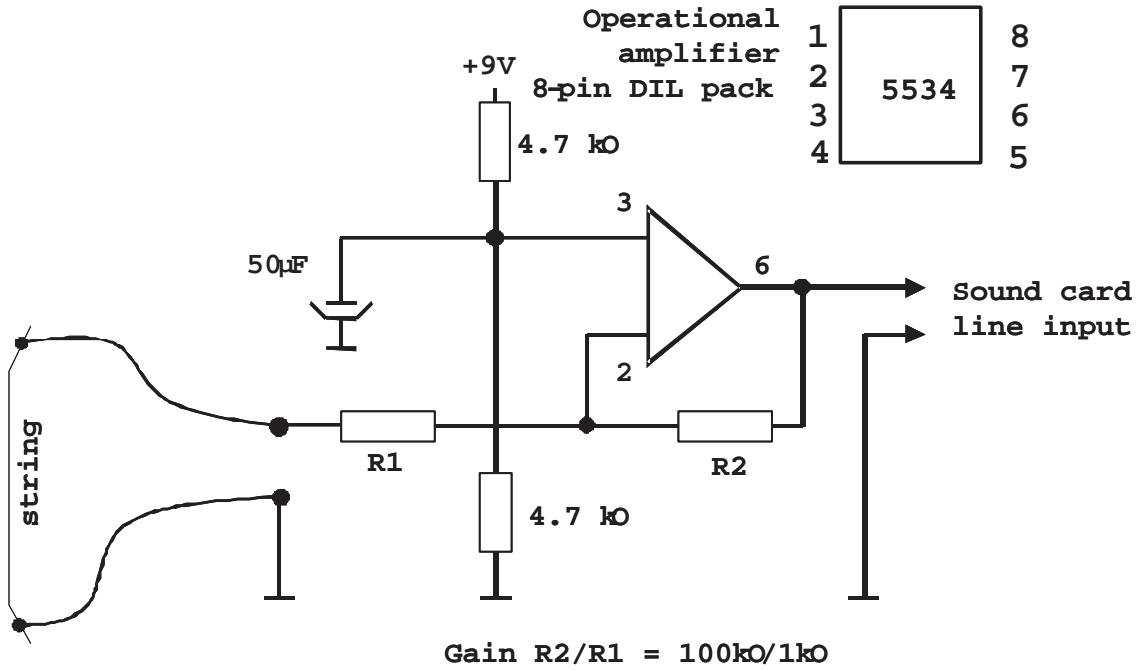 Operational
amplifier
8-pin DIL pack
1
2
3
4
5534
8
7
6
5
+9V
4.7 kO
3
50µF
6
Sound card
line input
2
string
R1
R2
4.7 kO
Gain R2/R1 = 100kO/1kO